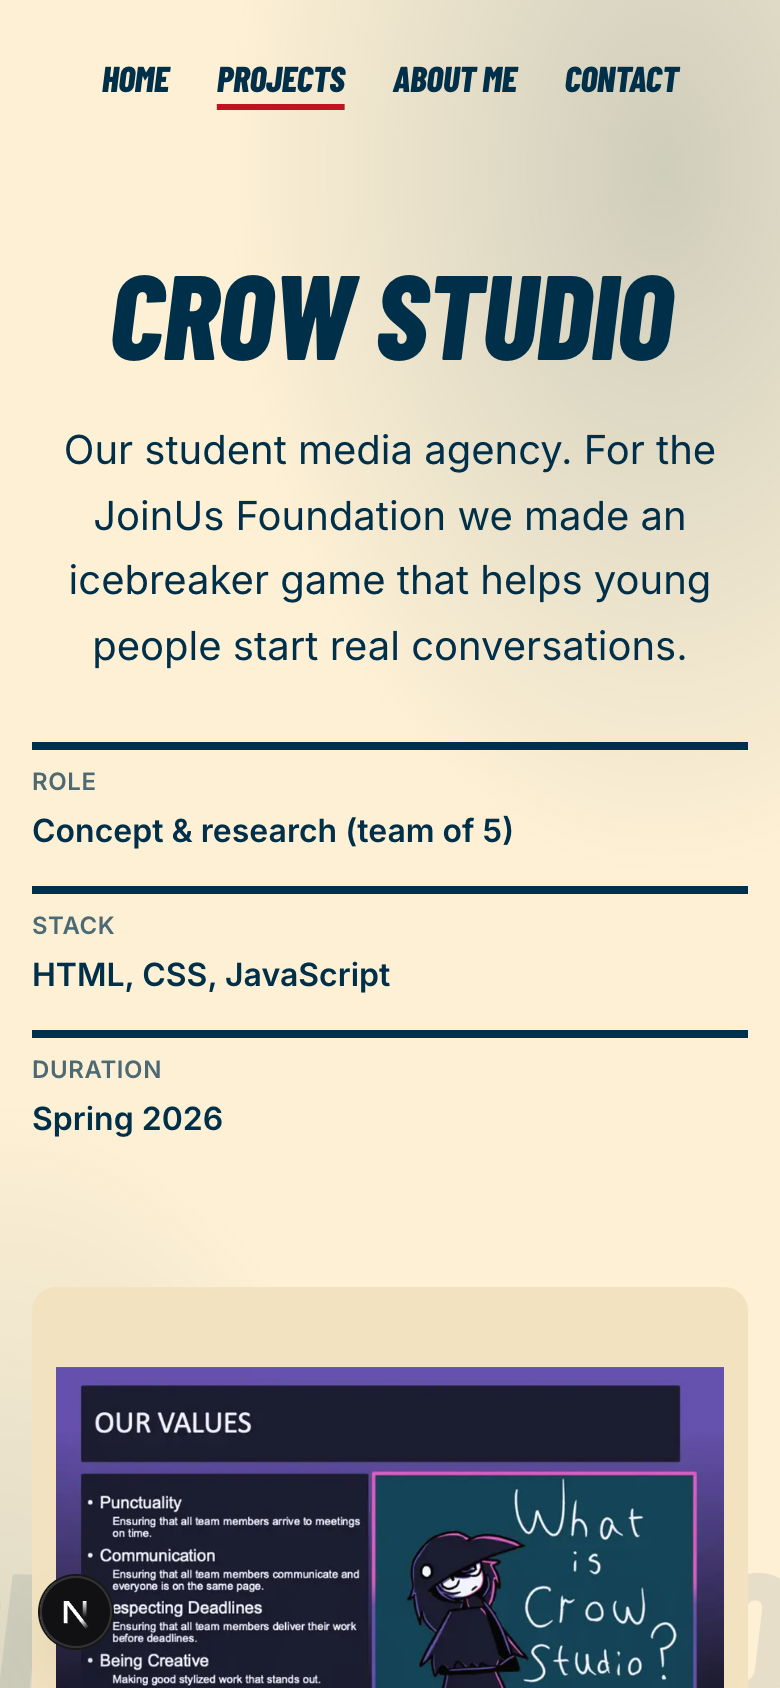 HOME PROJECTS ABOUT ME CONTACT
CROW STUDIO
Our student media agency. For the
JoinUs Foundation we made an
icebreaker game that helps young
people start real conversations.
ROLE
Concept & research (team of 5)
STACK
HTML, CSS, JavaScript
DURATION
Spring 2026
OUR VALUES
• Punctuality
Ensuring that all team members arrive to meetings
on time.
• Communication
Ensuring that all team members communicate and
everyone is on the same page.
especting Deadlines
Ensuring that all team members deliver their work
before deadlines.
• Being Creative
Making good stylized work that stands out.
What
is
Crow
Studio?
N